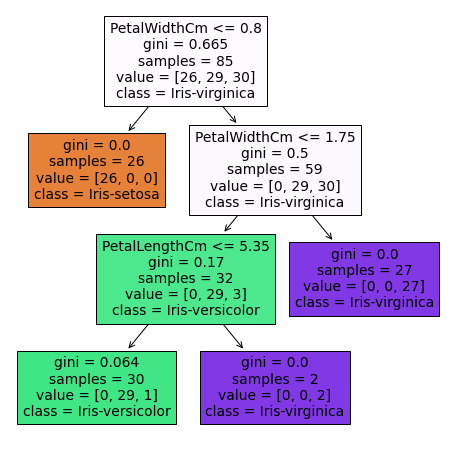 PetalWidthCm <= 0.8
gini = 0.665
samples = 85
value = [26, 29, 30]
class = Iris-virginica
gini = 0.0
samples = 26
value = [26, 0, 0]
class = Iris-setosa
PetalWidthCm <= 1.75
gini = 0.5
samples = 59
value = [0, 29, 30]
class = Iris-virginica
PetalLengthCm <= 5.35
gini = 0.17
samples = 32
value = [0, 29, 3]
class = Iris-versicolor
gini = 0.0
samples = 27
value = [0, 0, 27]
class = Iris-virginica
gini = 0.064
samples = 30
value = [0, 29, 1]
class = Iris-versicolor
gini = 0.0
samples = 2
value = [0, 0, 2]
class = Iris-virginica